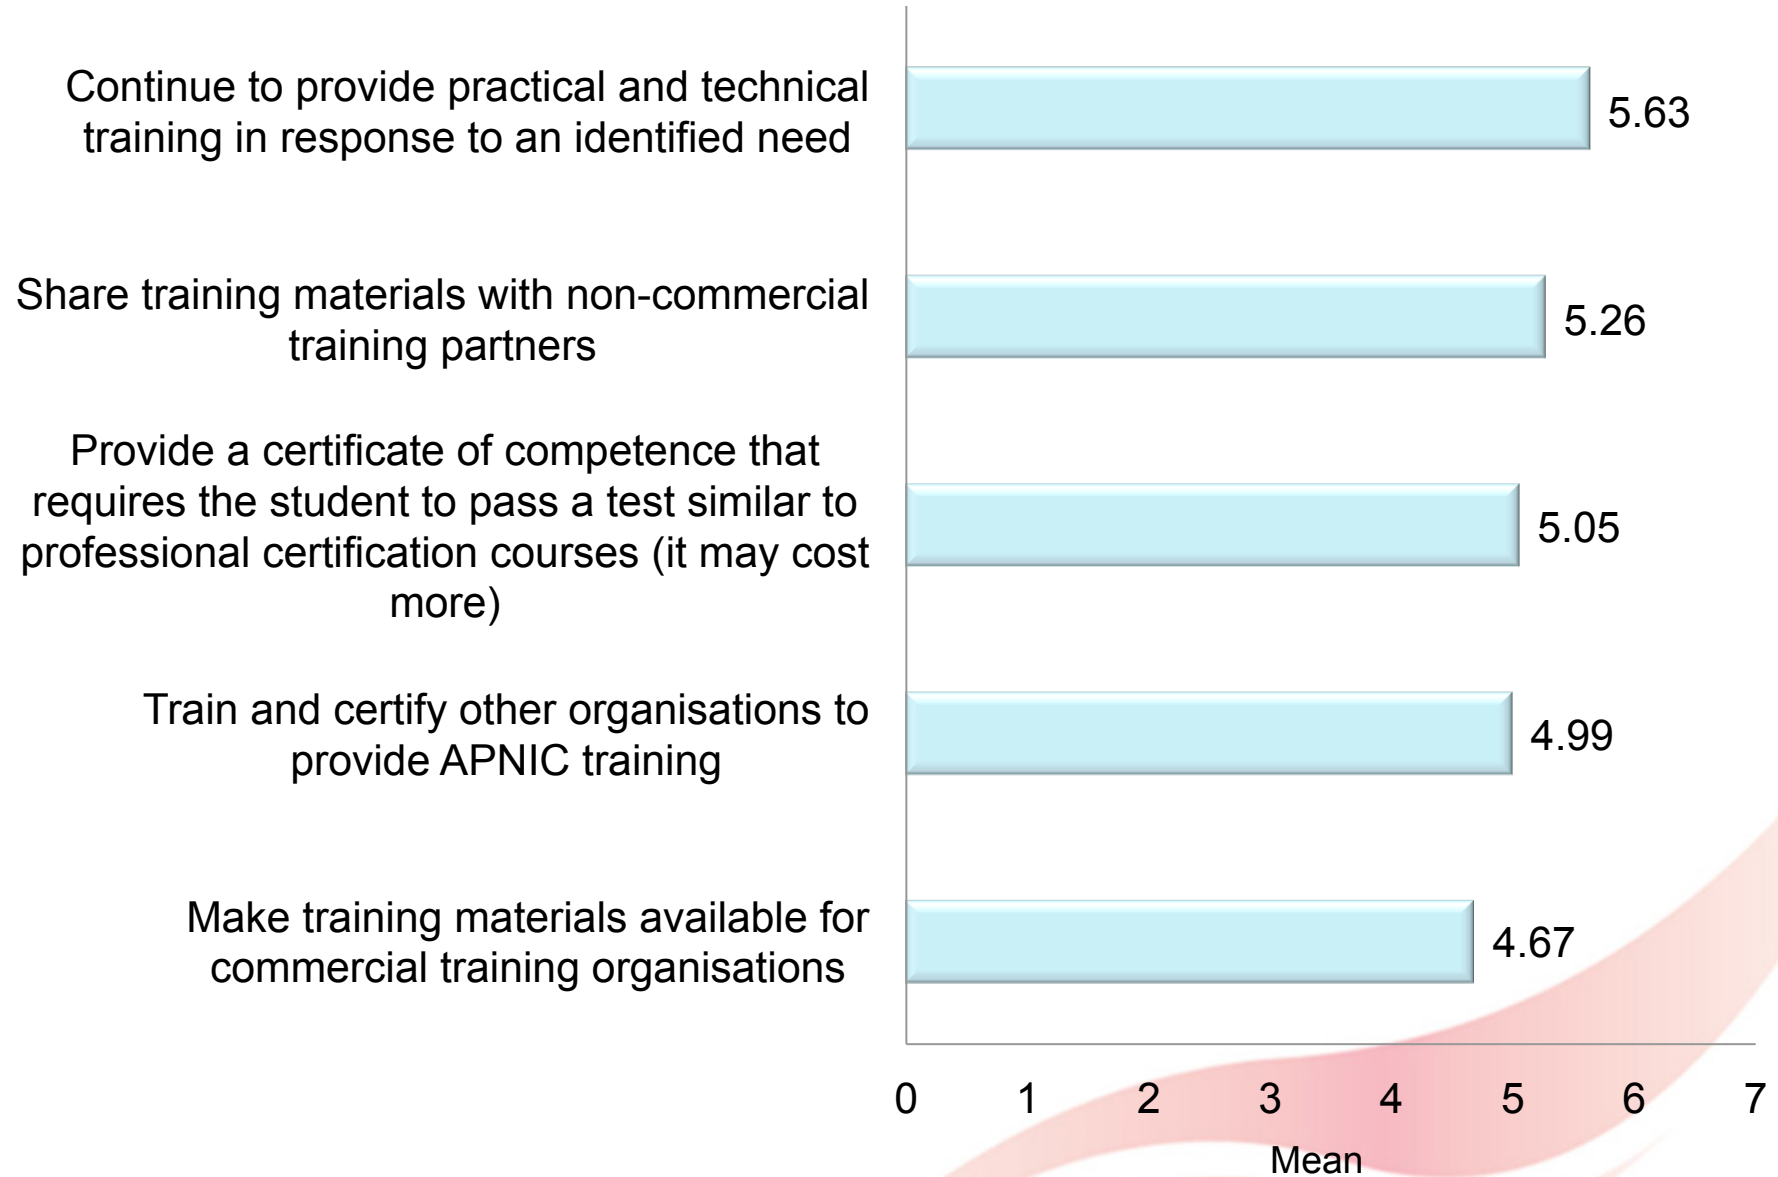 Continue to provide practical and technical
training in response to an identified need
5.63
Share training materials with non-commercial
training partners
5.26
Provide a certificate of competence that
requires the student to pass a test similar to
professional certification courses (it may cost
more)
5.05
Train and certify other organisations to
provide APNIC training
4.99
Make training materials available for
commercial training organisations
4.67
0 1 2 3 4 5 6 7
Mean